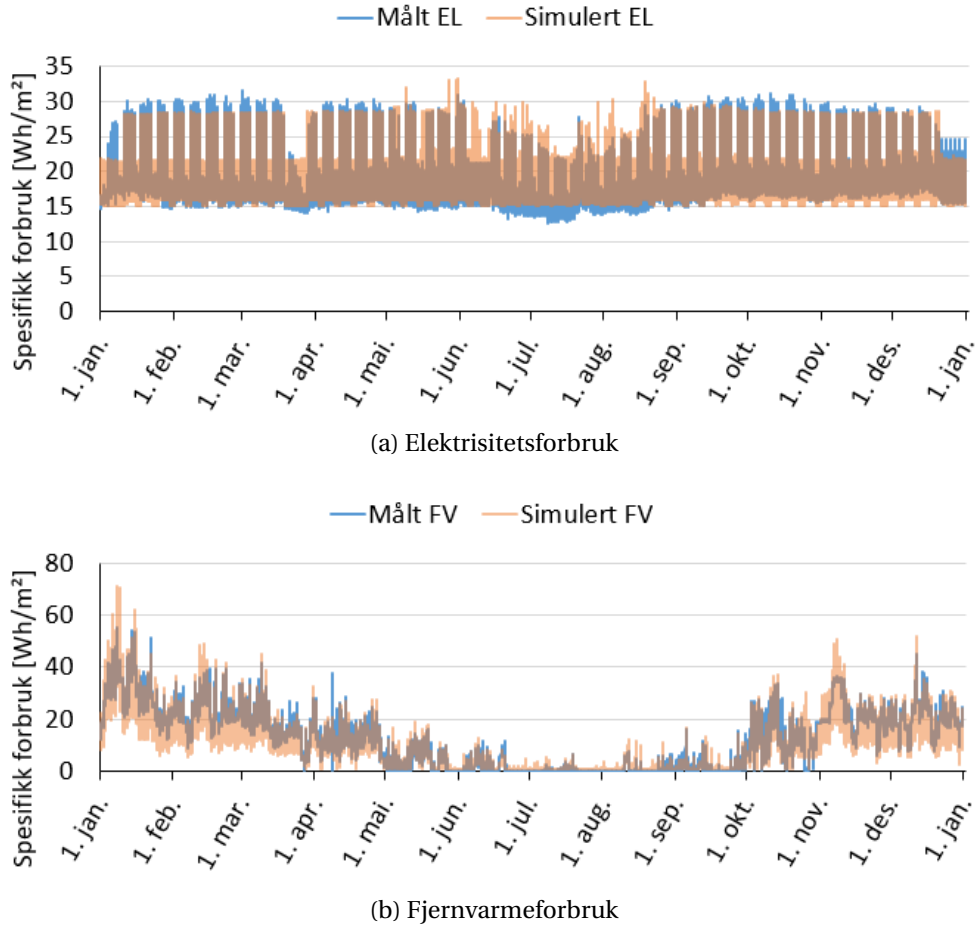 Målt EL Simulert EL
Spesifikk forbruk [Wh/m²]
35
30
25
20
15
10
5
0
1. jan. 1. feb. 1. mar. 1. apr. 1. mai. 1. jun. 1. jul. 1. aug. 1. sep. 1. okt. 1. nov. 1. des. 1. jan.
(a) Elektrisitetsforbruk
Målt FV Simulert FV
Spesifikk forbruk [Wh/m²]
80
60
40
20
0
1. jan. 1. feb. 1. mar. 1. apr. 1. mai. 1. jun. 1. jul. 1. aug. 1. sep. 1. okt. 1. nov. 1. des. 1. jan.
(b) Fjernvarmeforbruk